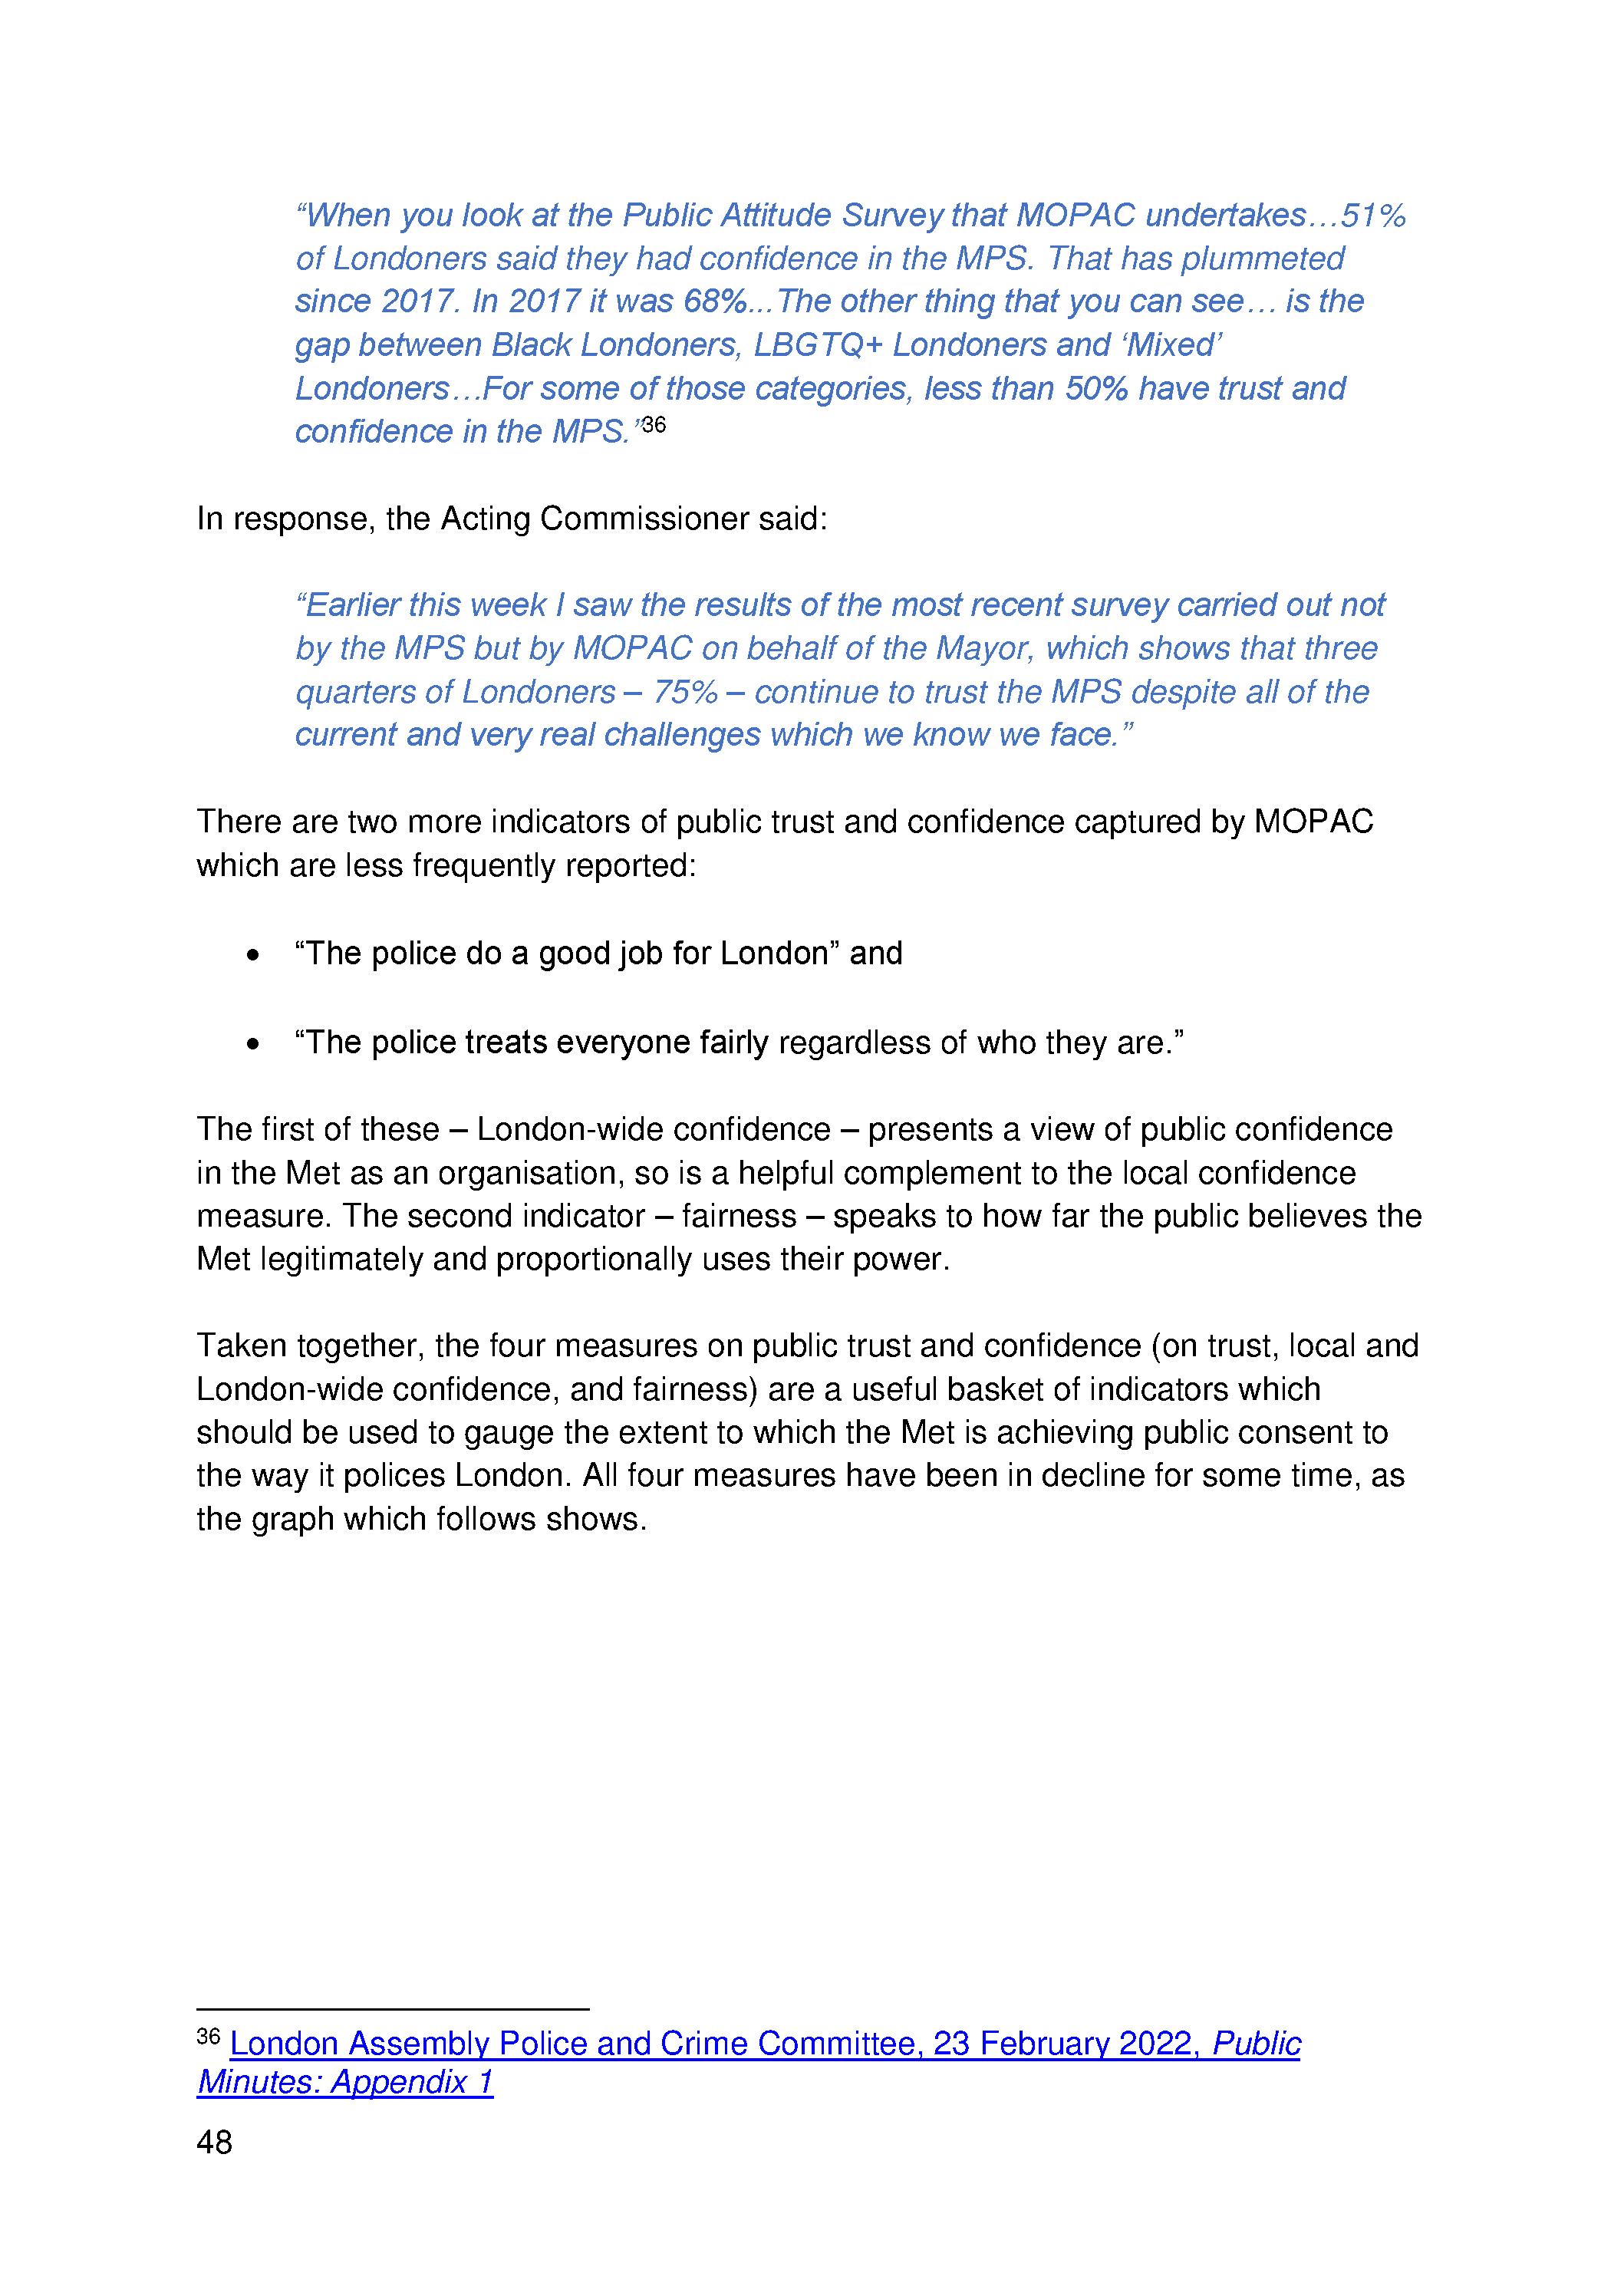 “When you look at the Public Attitude Survey that MOPAC undertakes…51%
of Londoners said they had confidence in the MPS. That has plummeted
since 2017. In 2017 it was 68%...The other thing that you can see… is the
gap between Black Londoners, LBGTQ+ Londoners and ‘Mixed’
Londoners…For some of those categories, less than 50% have trust and
confidence in the MPS.”36
In response, the Acting Commissioner said:
“Earlier this week I saw the results of the most recent survey carried out not
by the MPS but by MOPAC on behalf of the Mayor, which shows that three
quarters of Londoners – 75% – continue to trust the MPS despite all of the
current and very real challenges which we know we face.”
There are two more indicators of public trust and confidence captured by MOPAC
which are less frequently reported:
• “The police do a good job for London” and
• “The police treats everyone fairly regardless of who they are.”
The first of these – London-wide confidence – presents a view of public confidence
in the Met as an organisation, so is a helpful complement to the local confidence
measure. The second indicator – fairness – speaks to how far the public believes the
Met legitimately and proportionally uses their power.
Taken together, the four measures on public trust and confidence (on trust, local and
London-wide confidence, and fairness) are a useful basket of indicators which
should be used to gauge the extent to which the Met is achieving public consent to
the way it polices London. All four measures have been in decline for some time, as
the graph which follows shows.
36 London Assembly Police and Crime Committee, 23 February 2022, Public
Minutes: Appendix 1
48